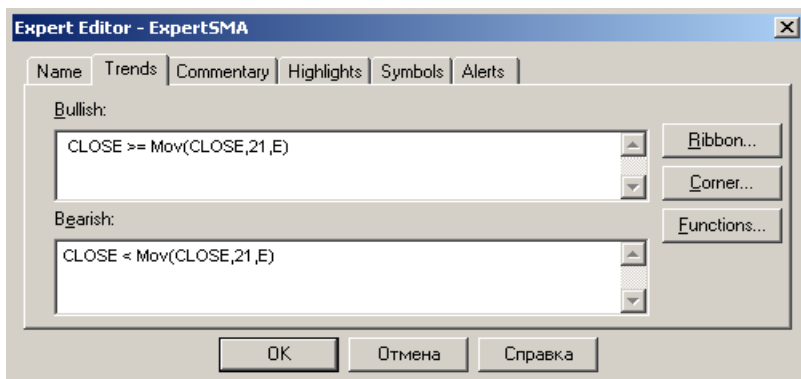 Expert Editor - ExpertSMA
Name Trends Commentary Highlights Symbols Alerts
Bullish:
CLOSE >= Mov(CLOSE,21,E)
Ribbon...
Corner...
Bearish:
Functions...
CLOSE < Mov(CLOSE,21,E)
OK Отмена Справка